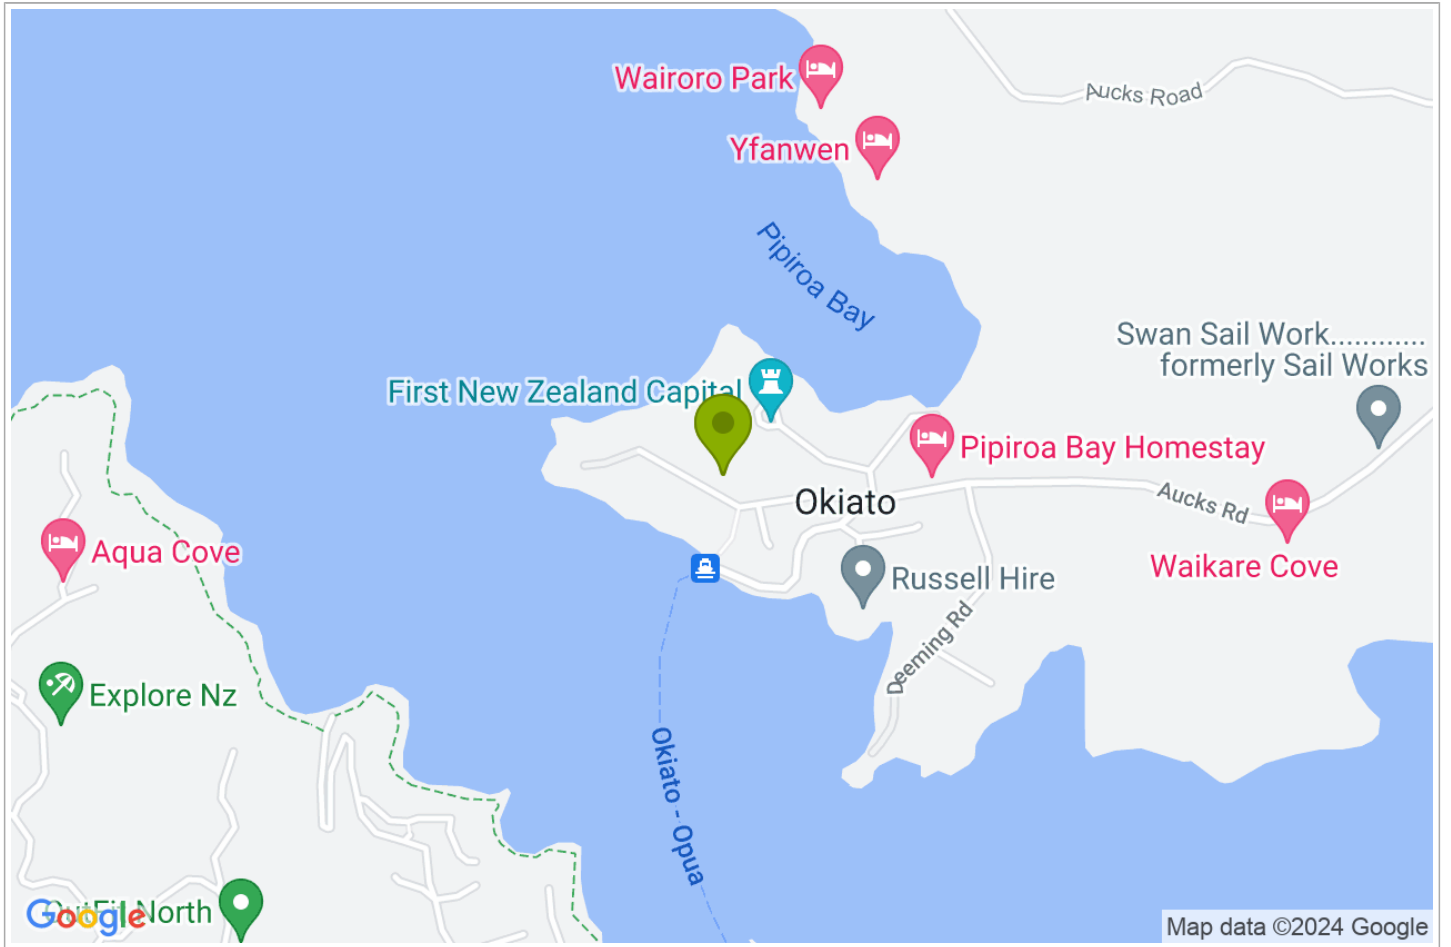 Wairoro Park
Aucks Road
Yfanwen
Pipiroa Bay
Swan Sail Work............
formerly Sail Works
First New Zealand Capital
Pipiroa Bay Homestay
Okiato
Aucks Rd
Aqua Cove
Waikare Cove
Russell Hire
Deeming Rd
Explore Nz
Okiato - Opua
Google
North
Map data ©2024 Google